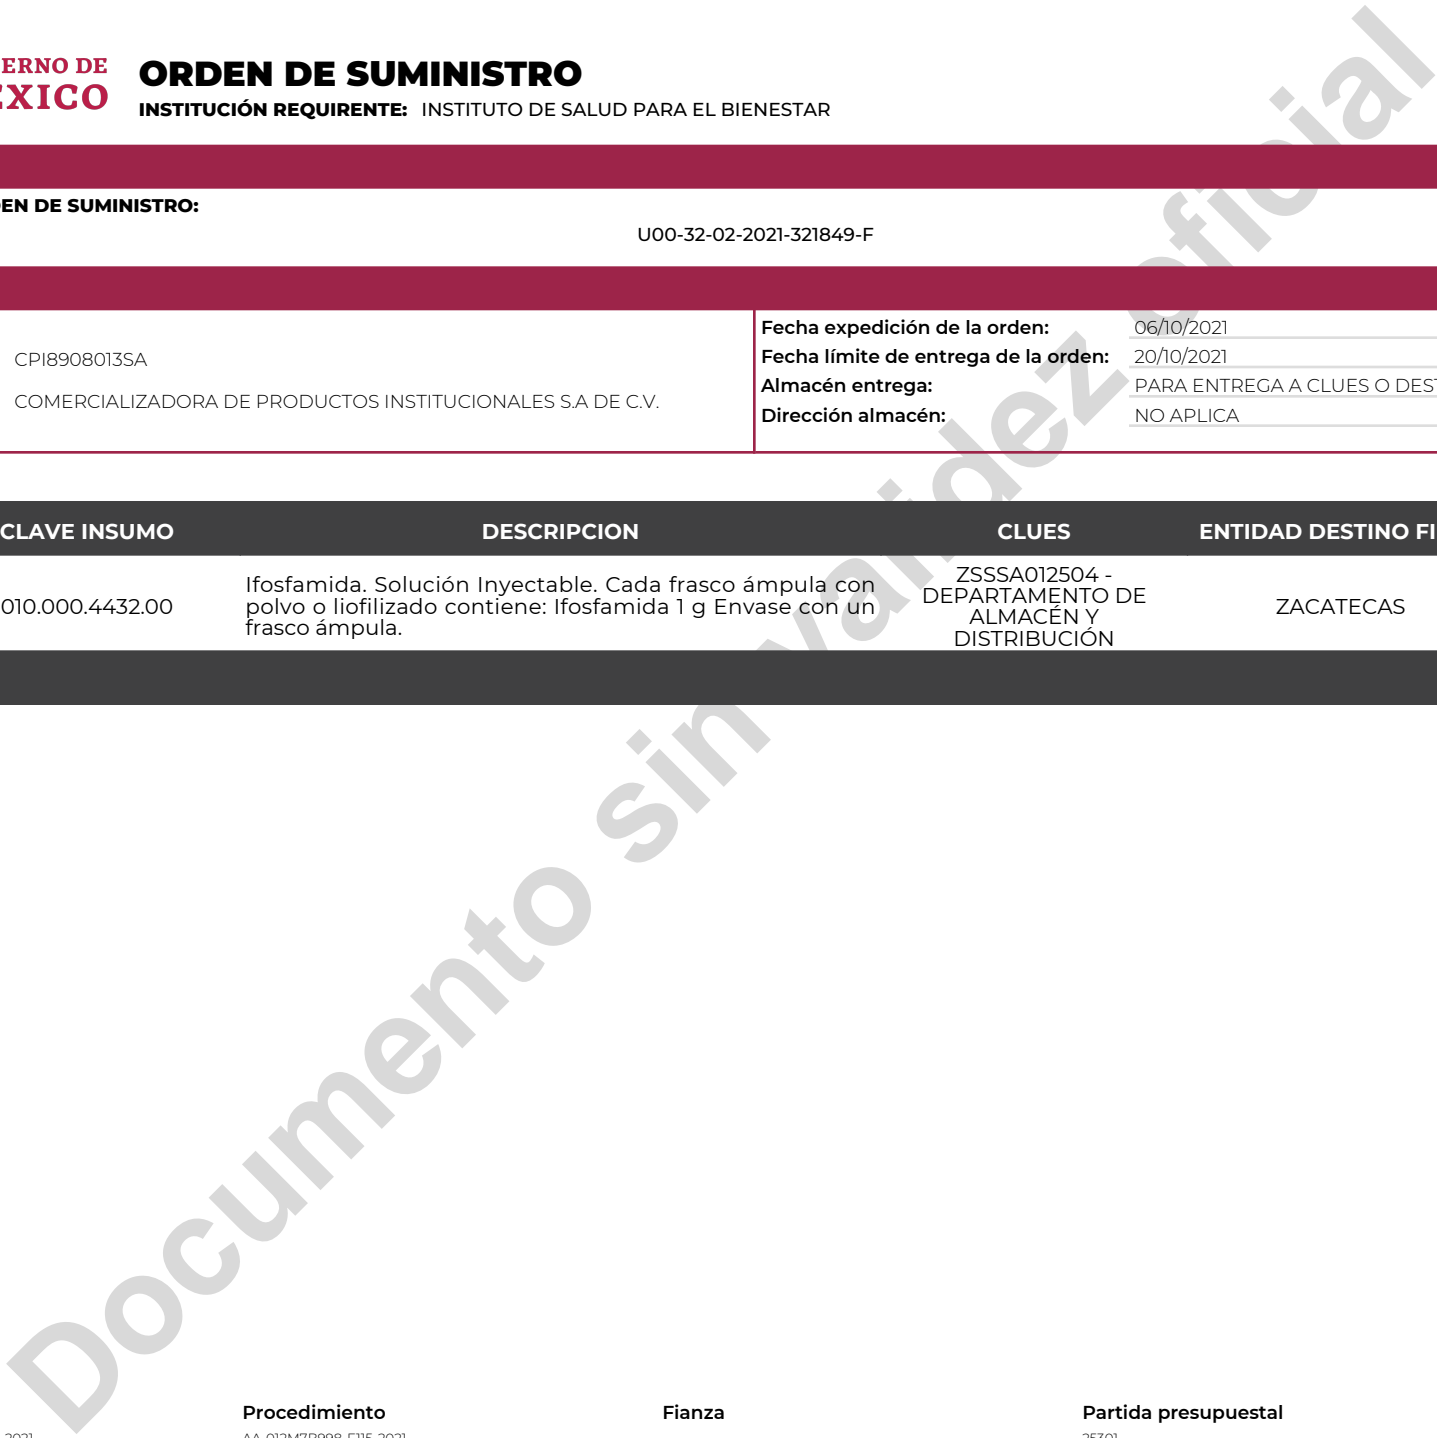 ERNO DE
EXICO
ORDEN DE SUMINISTRO
INSTITUCIÓN REQUIRENTE: INSTITUTO DE SALUD PARA EL BIENESTAR
EN DE SUMINISTRO:
U00-32-02-2021-321849-F
CPI8908013SA
COMERCIALIZADORA DE PRODUCTOS INSTITUCIONALES S.A DE C.V.
Fecha expedición de la orden: 06/10/2021
Fecha límite de entrega de la orden: 20/10/2021
Almacén entrega: PARA ENTREGA A CLUES O DEST
Dirección almacén: NO APLICA
CLAVE INSUMO DESCRIPCION CLUES ENTIDAD DESTINO FI
010.000.4432.00
Ifosfamida. Solución Inyectable. Cada frasco ámpula con
polvo o liofilizado contiene: Ifosfamida 1 g Envase con un
frasco ámpula.
ZSSSA012504 -
DEPARTAMENTO DE
ALMACÉN Y
DISTRIBUCIÓN
ZACATECAS
Documento sin validez oficial
Procedimiento Fianza Partida presupuestal